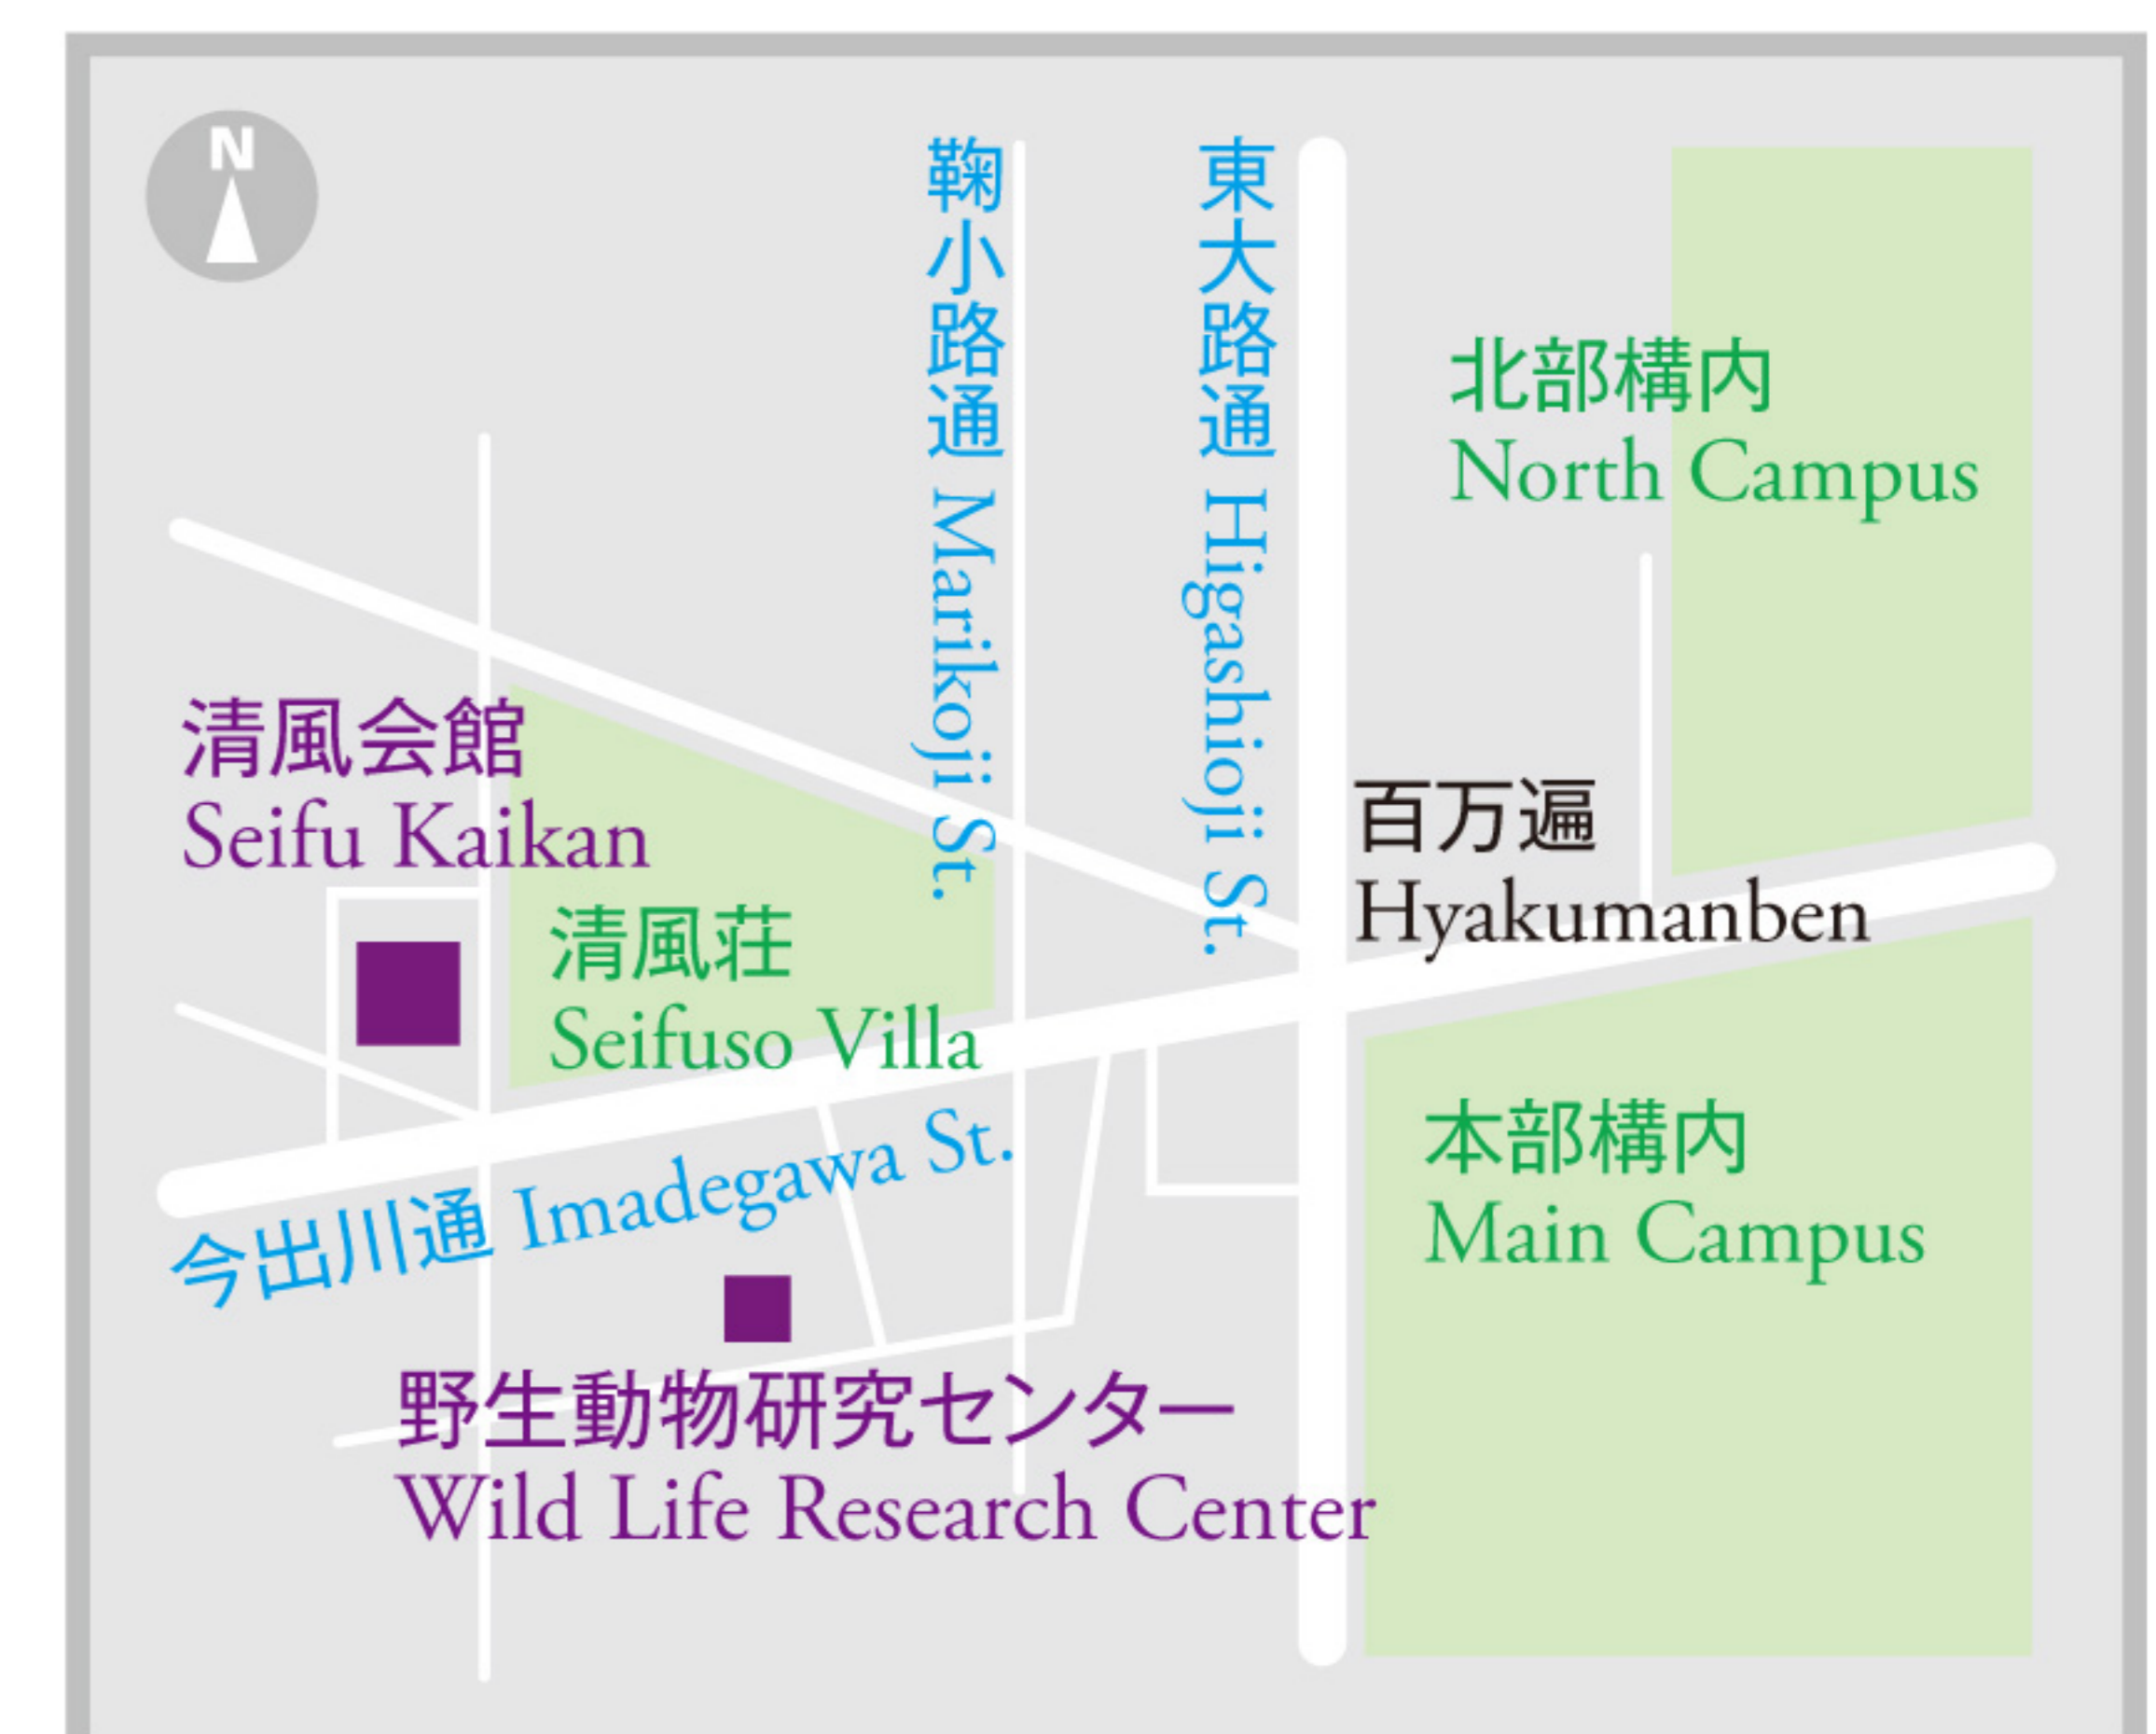 N
鞠小路通 Marikoji St.
東大路通 Higashioji St.
北部構内
North Campus
清風会館
Seifu Kaikan
百万遍
Hyakumanben
清風荘
Seifuso Villa
今出川通 Imadegawa St.
本部構内
Main Campus
野生動物研究センター
Wild Life Research Center